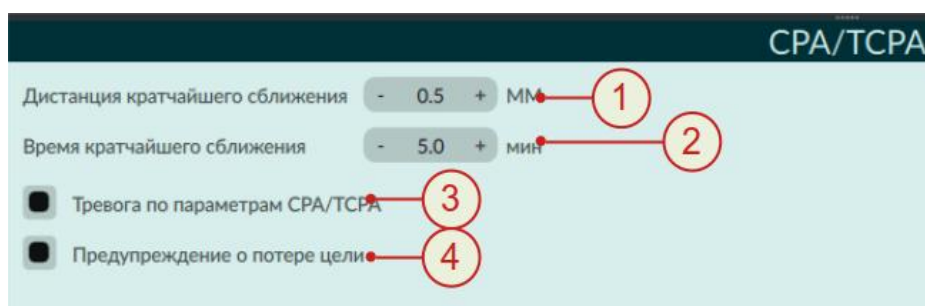 CPA/TCPA
Дистанция кратчайшего сближения - 0.5 + ММ 1
Время кратчайшего сближения - 5.0 + мин 2
Тревога по параметрам CPA/TCPA 3
Предупреждение о потере цели 4